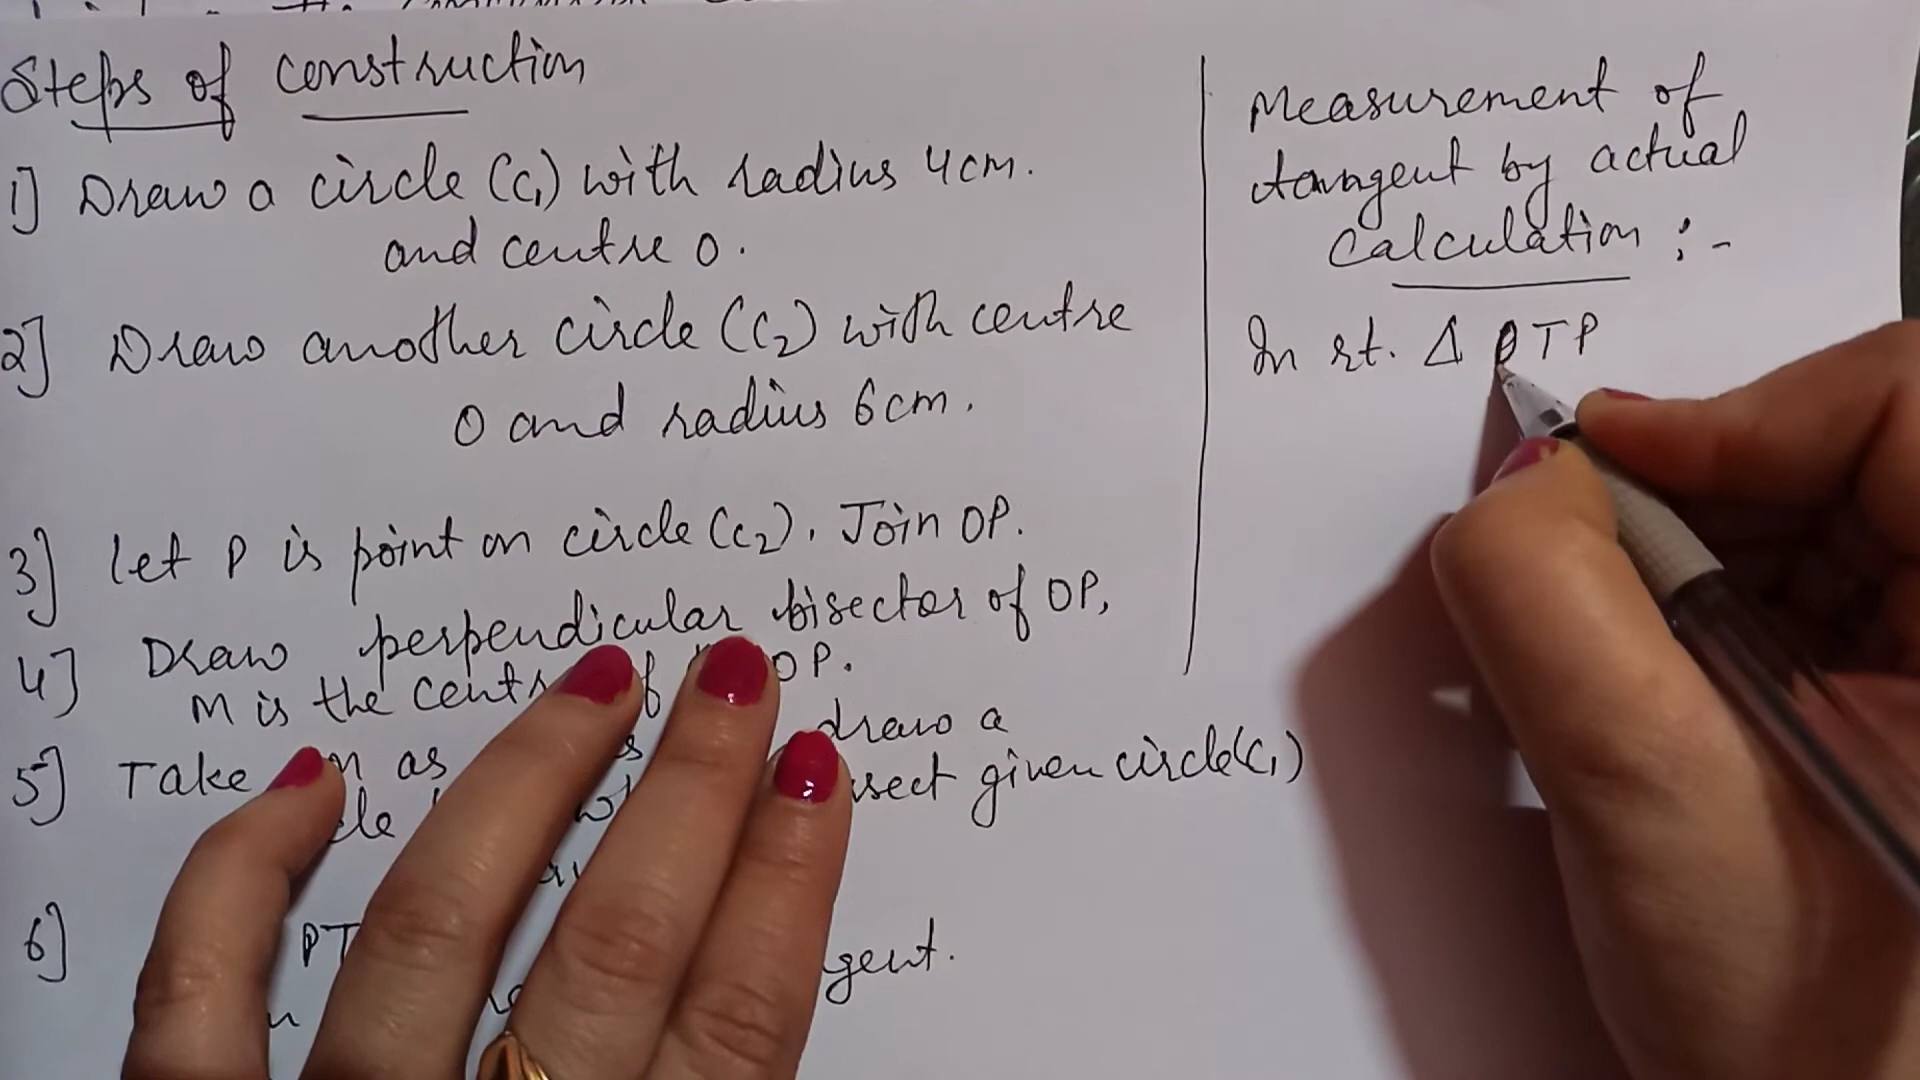 Steps of construction
1] Draw a circle (C₁) with radius 4cm.
and centre O.
2] Draw another circle (C₂) with centre
O and radius 6cm.
3] let P is point on circle (C₂). Join OP.
4] Draw perpendicular bisector of OP,
M is the OP.
5] Take as draw a
given circle(C₁)
6] PT
Measurement of
tangent by actual
Calculation :-
In rt. Δ OTP